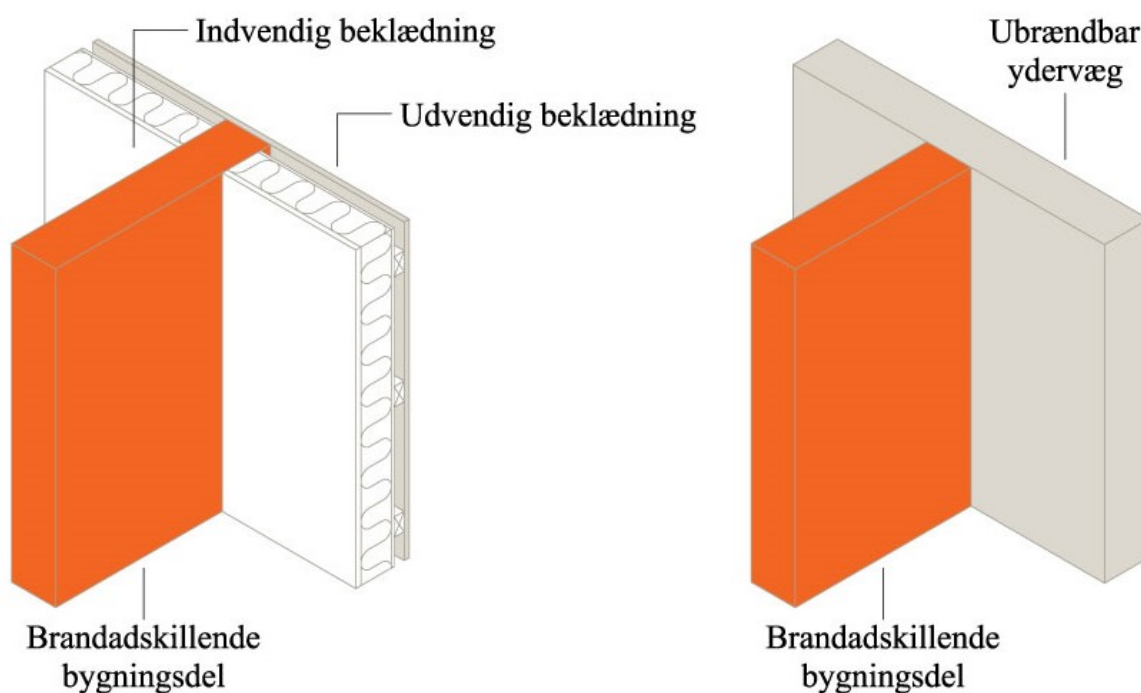 Indvendig beklædning
Udvendig beklædning
Brandadskillende
bygningsdel
Ubrændbar
ydervæg
Brandadskillende
bygningsdel